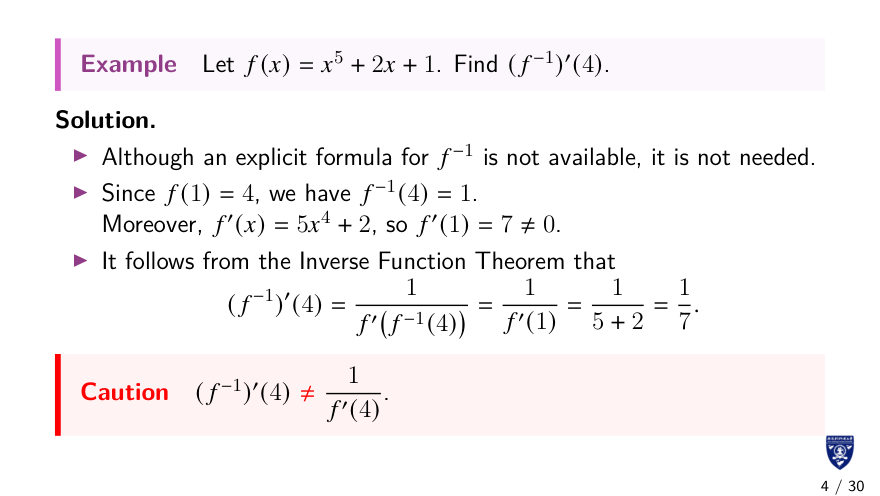 Example Let f(x) = x⁵ + 2x + 1. Find (f⁻¹)′(4).
Solution.
▶ Although an explicit formula for f⁻¹ is not available, it is not needed.
▶ Since f(1) = 4, we have f⁻¹(4) = 1.
Moreover, f′(x) = 5x⁴ + 2, so f′(1) = 7 ≠ 0.
▶ It follows from the Inverse Function Theorem that
(f⁻¹)′(4) = 1/f′(f⁻¹(4)) = 1/f′(1) = 1/(5 + 2) = 1/7.
Caution (f⁻¹)′(4) ≠ 1/f′(4).
4 / 30